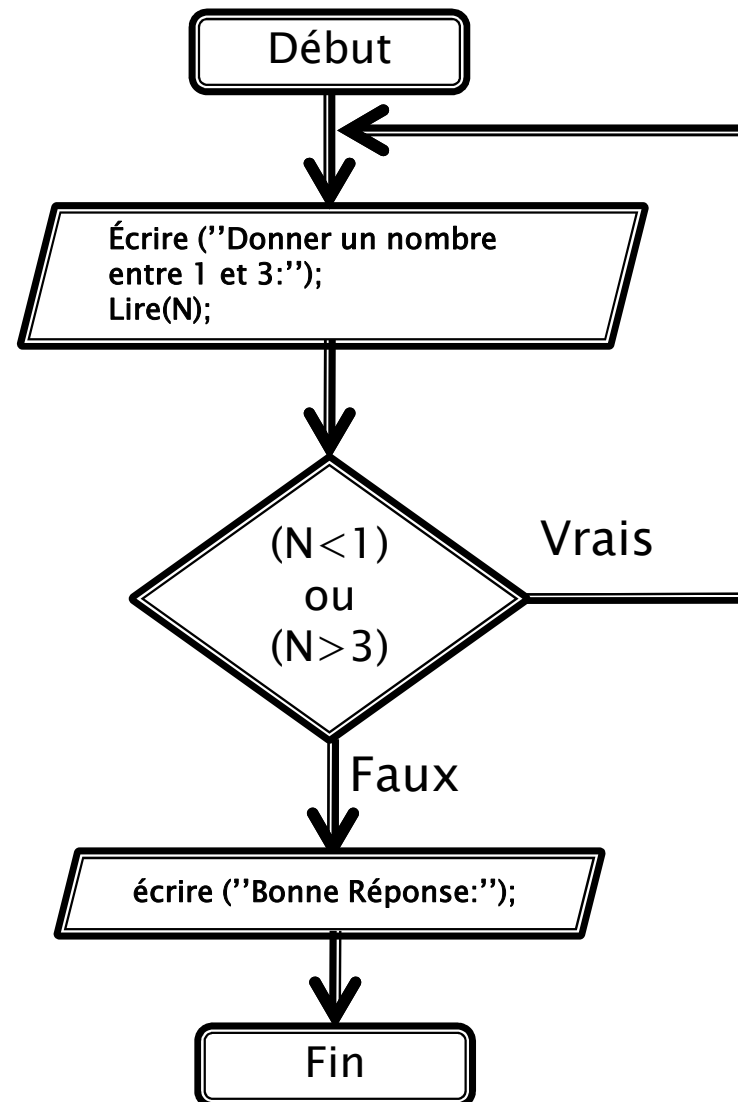 Début
Écrire (''Donner un nombre
entre 1 et 3:'');
Lire(N);
(N<1)
ou
(N>3)
Vrais
Faux
écrire (''Bonne Réponse:'');
Fin